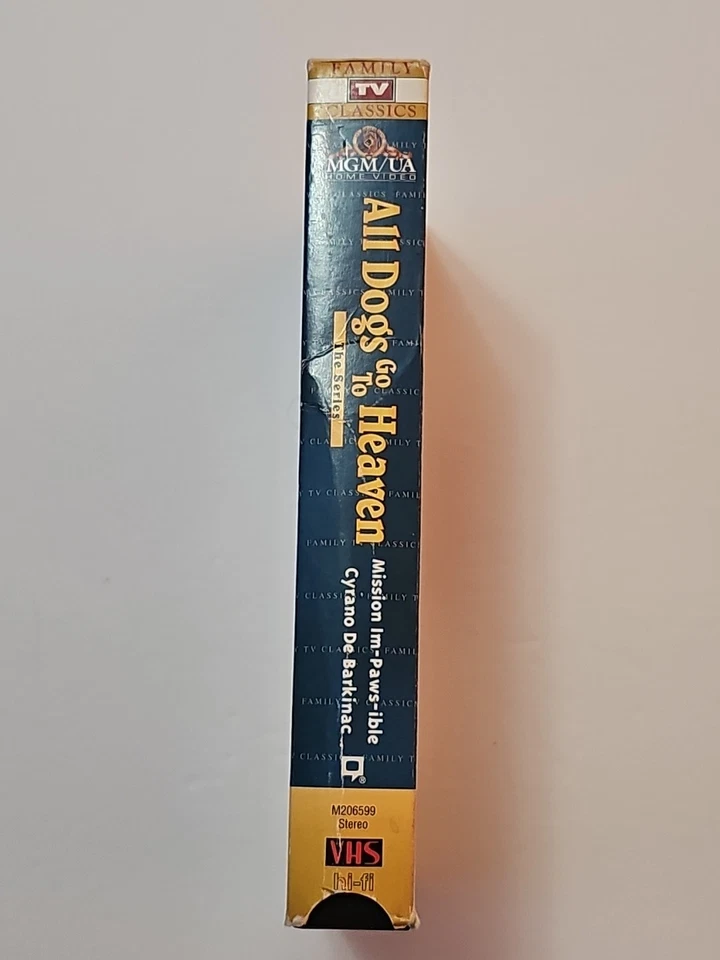 FAMILY
TV
CLASSICS
MGM/UA
HOME VIDEO
All Dogs Go To Heaven
The Series
Mission Im-Paws-ible
Cyrano De Barkinac
®
M206599
Stereo
VHS
hi-fi